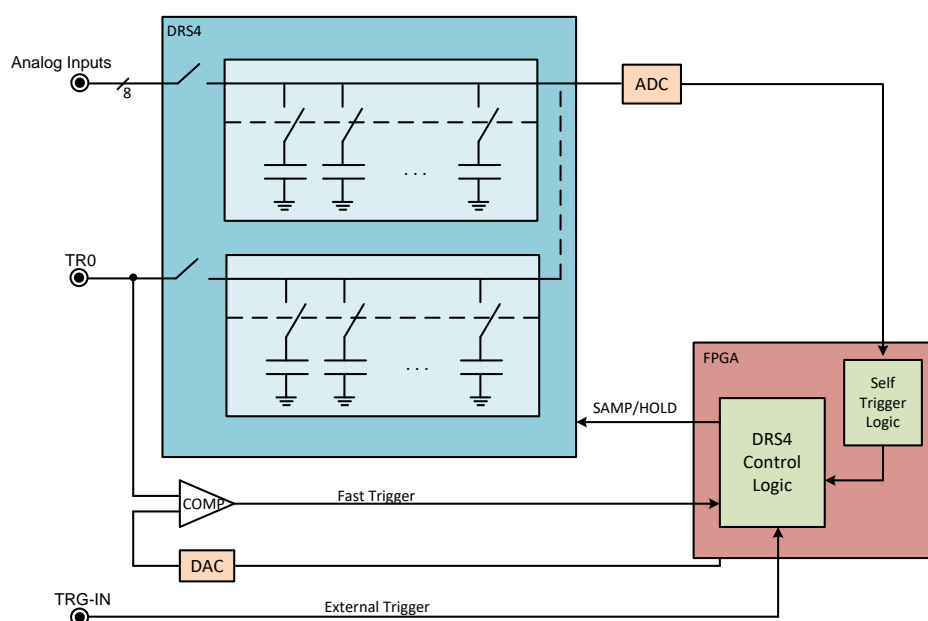 DRS4
Analog Inputs
8
ADC
. . .
TR0
. . .
FPGA
Self
Trigger
Logic
SAMP/HOLD
DRS4
Control
Logic
COMP
Fast Trigger
DAC
TRG-IN
External Trigger